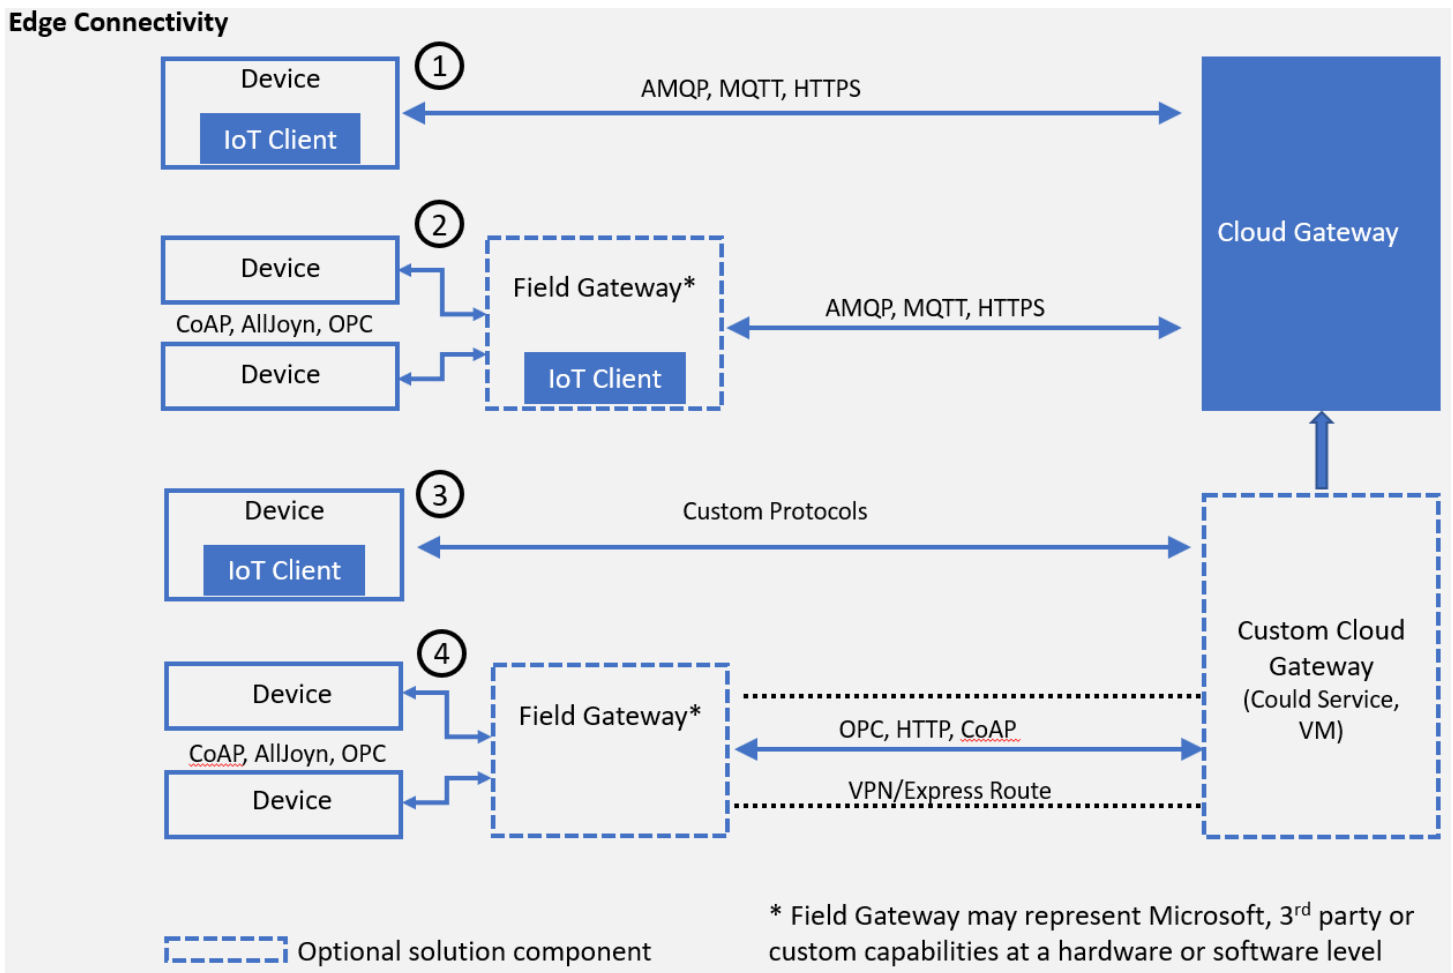 Edge Connectivity
1
Device
IoT Client
AMQP, MQTT, HTTPS
Cloud Gateway
2
Device
CoAP, AllJoyn, OPC
Device
Field Gateway*
IoT Client
AMQP, MQTT, HTTPS
3
Device
IoT Client
Custom Protocols
Custom Cloud
Gateway
(Could Service,
VM)
4
Device
CoAP, AllJoyn, OPC
Device
Field Gateway*
OPC, HTTP, CoAP
VPN/Express Route
Optional solution component
* Field Gateway may represent Microsoft, 3rd party or
custom capabilities at a hardware or software level